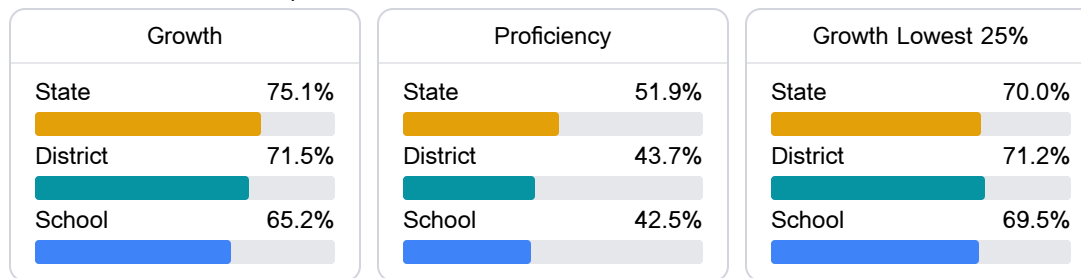 Growth
State 75.1%
District 71.5%
School 65.2%
Proficiency
State 51.9%
District 43.7%
School 42.5%
Growth Lowest 25%
State 70.0%
District 71.2%
School 69.5%